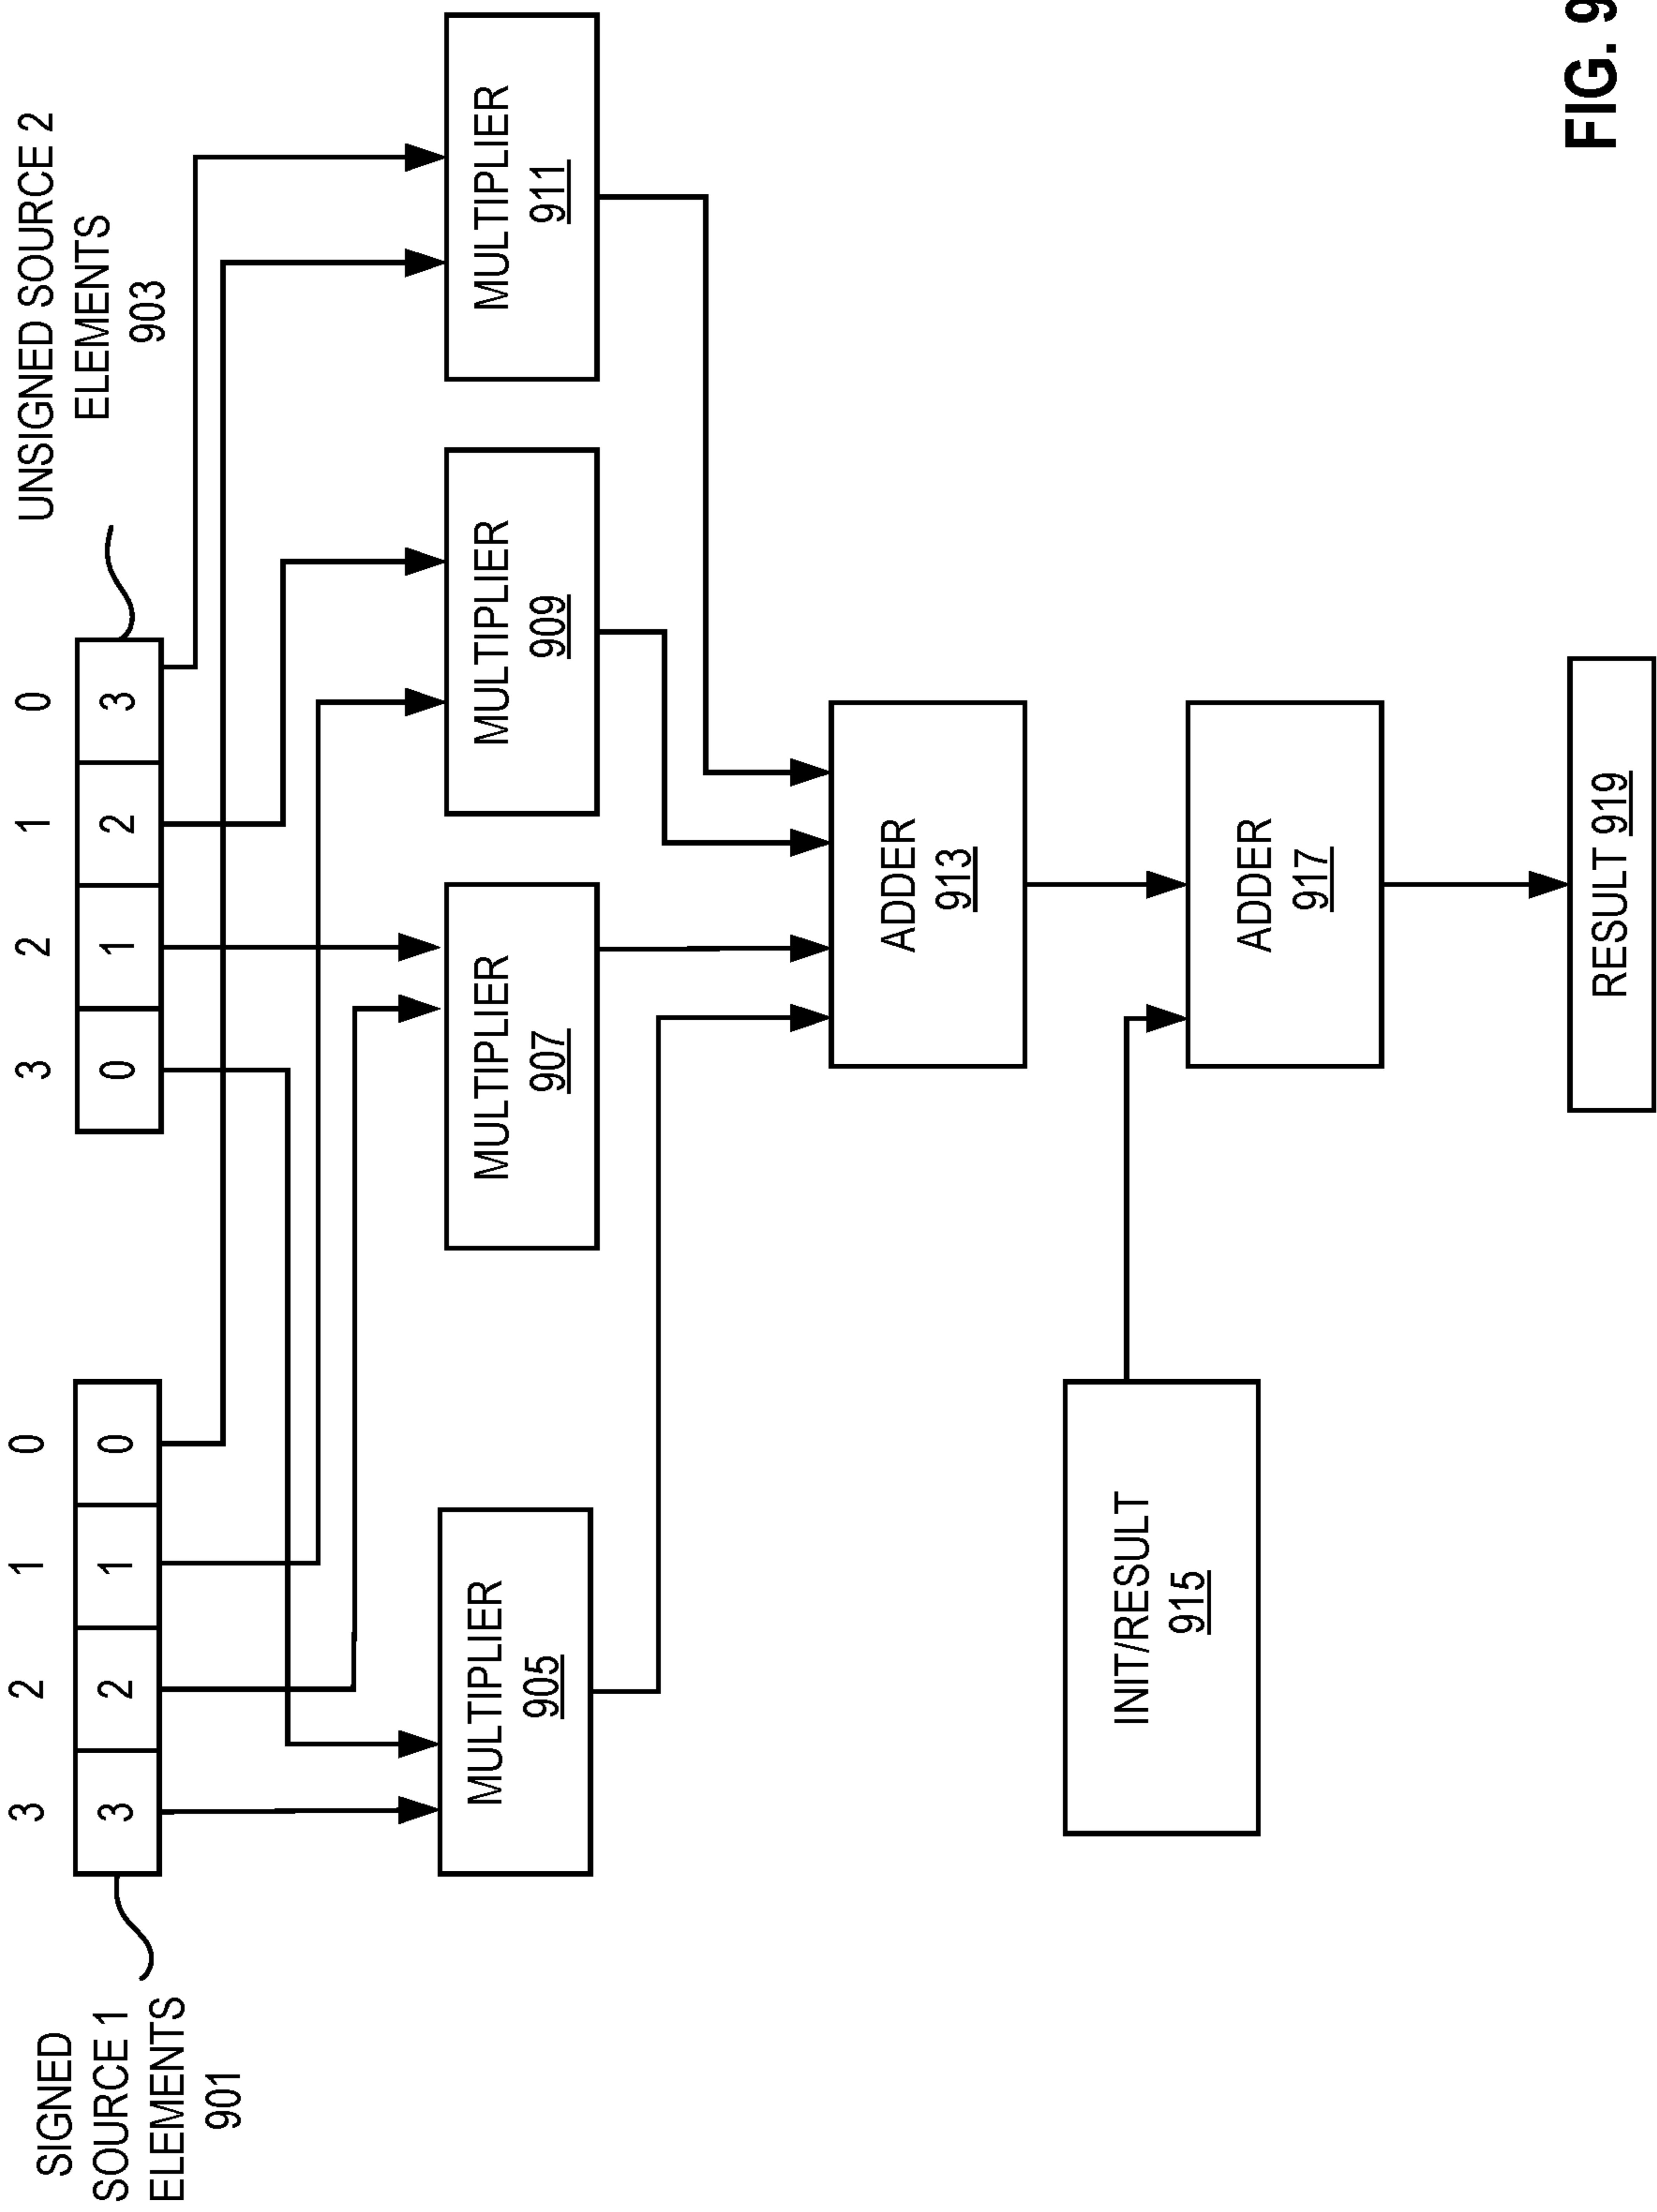 SIGNED
SOURCE 1
ELEMENTS
901
3 2 1 0
3 2 1 0
UNSIGNED SOURCE 2
ELEMENTS
903
3 2 1 0
0 1 2 3
MULTIPLIER
905
MULTIPLIER
907
MULTIPLIER
909
MULTIPLIER
911
ADDER
913
INIT/RESULT
915
ADDER
917
RESULT 919
FIG. 9